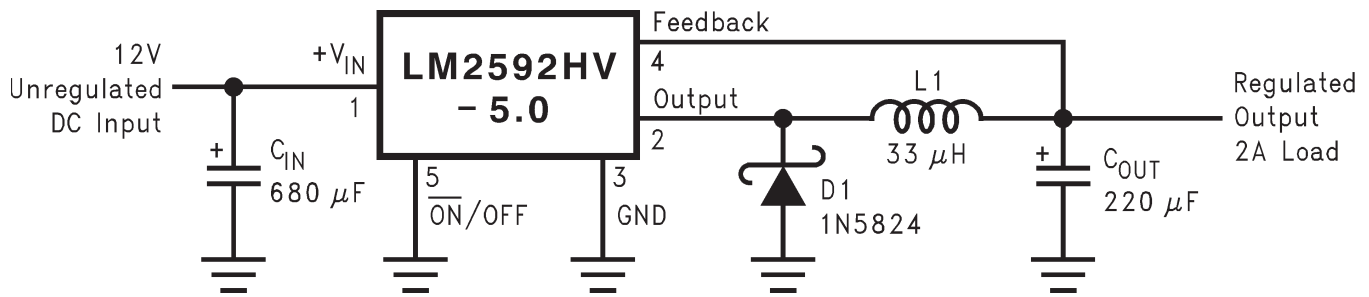 12V
Unregulated
DC Input
+V_IN
1
+
C_IN
680 μF
LM2592HV
– 5.0
5
O̅N̅/OFF
3
GND
Feedback
4
Output
2
L1
33 μH
D1
1N5824
+
C_OUT
220 μF
Regulated
Output
2A Load